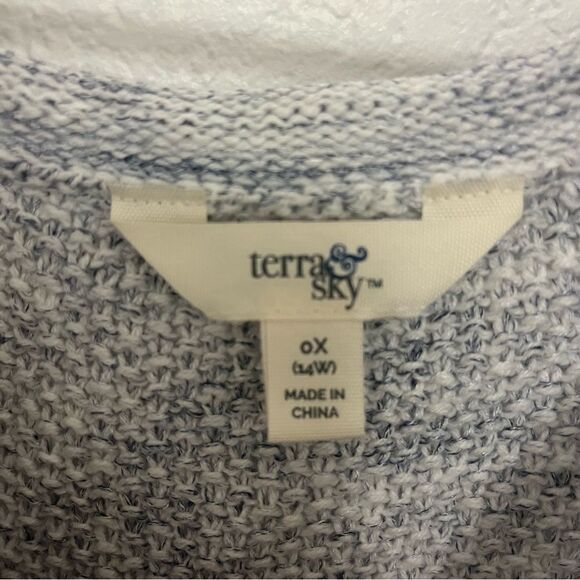 terra &
sky™
0X
(14W)
MADE IN
CHINA